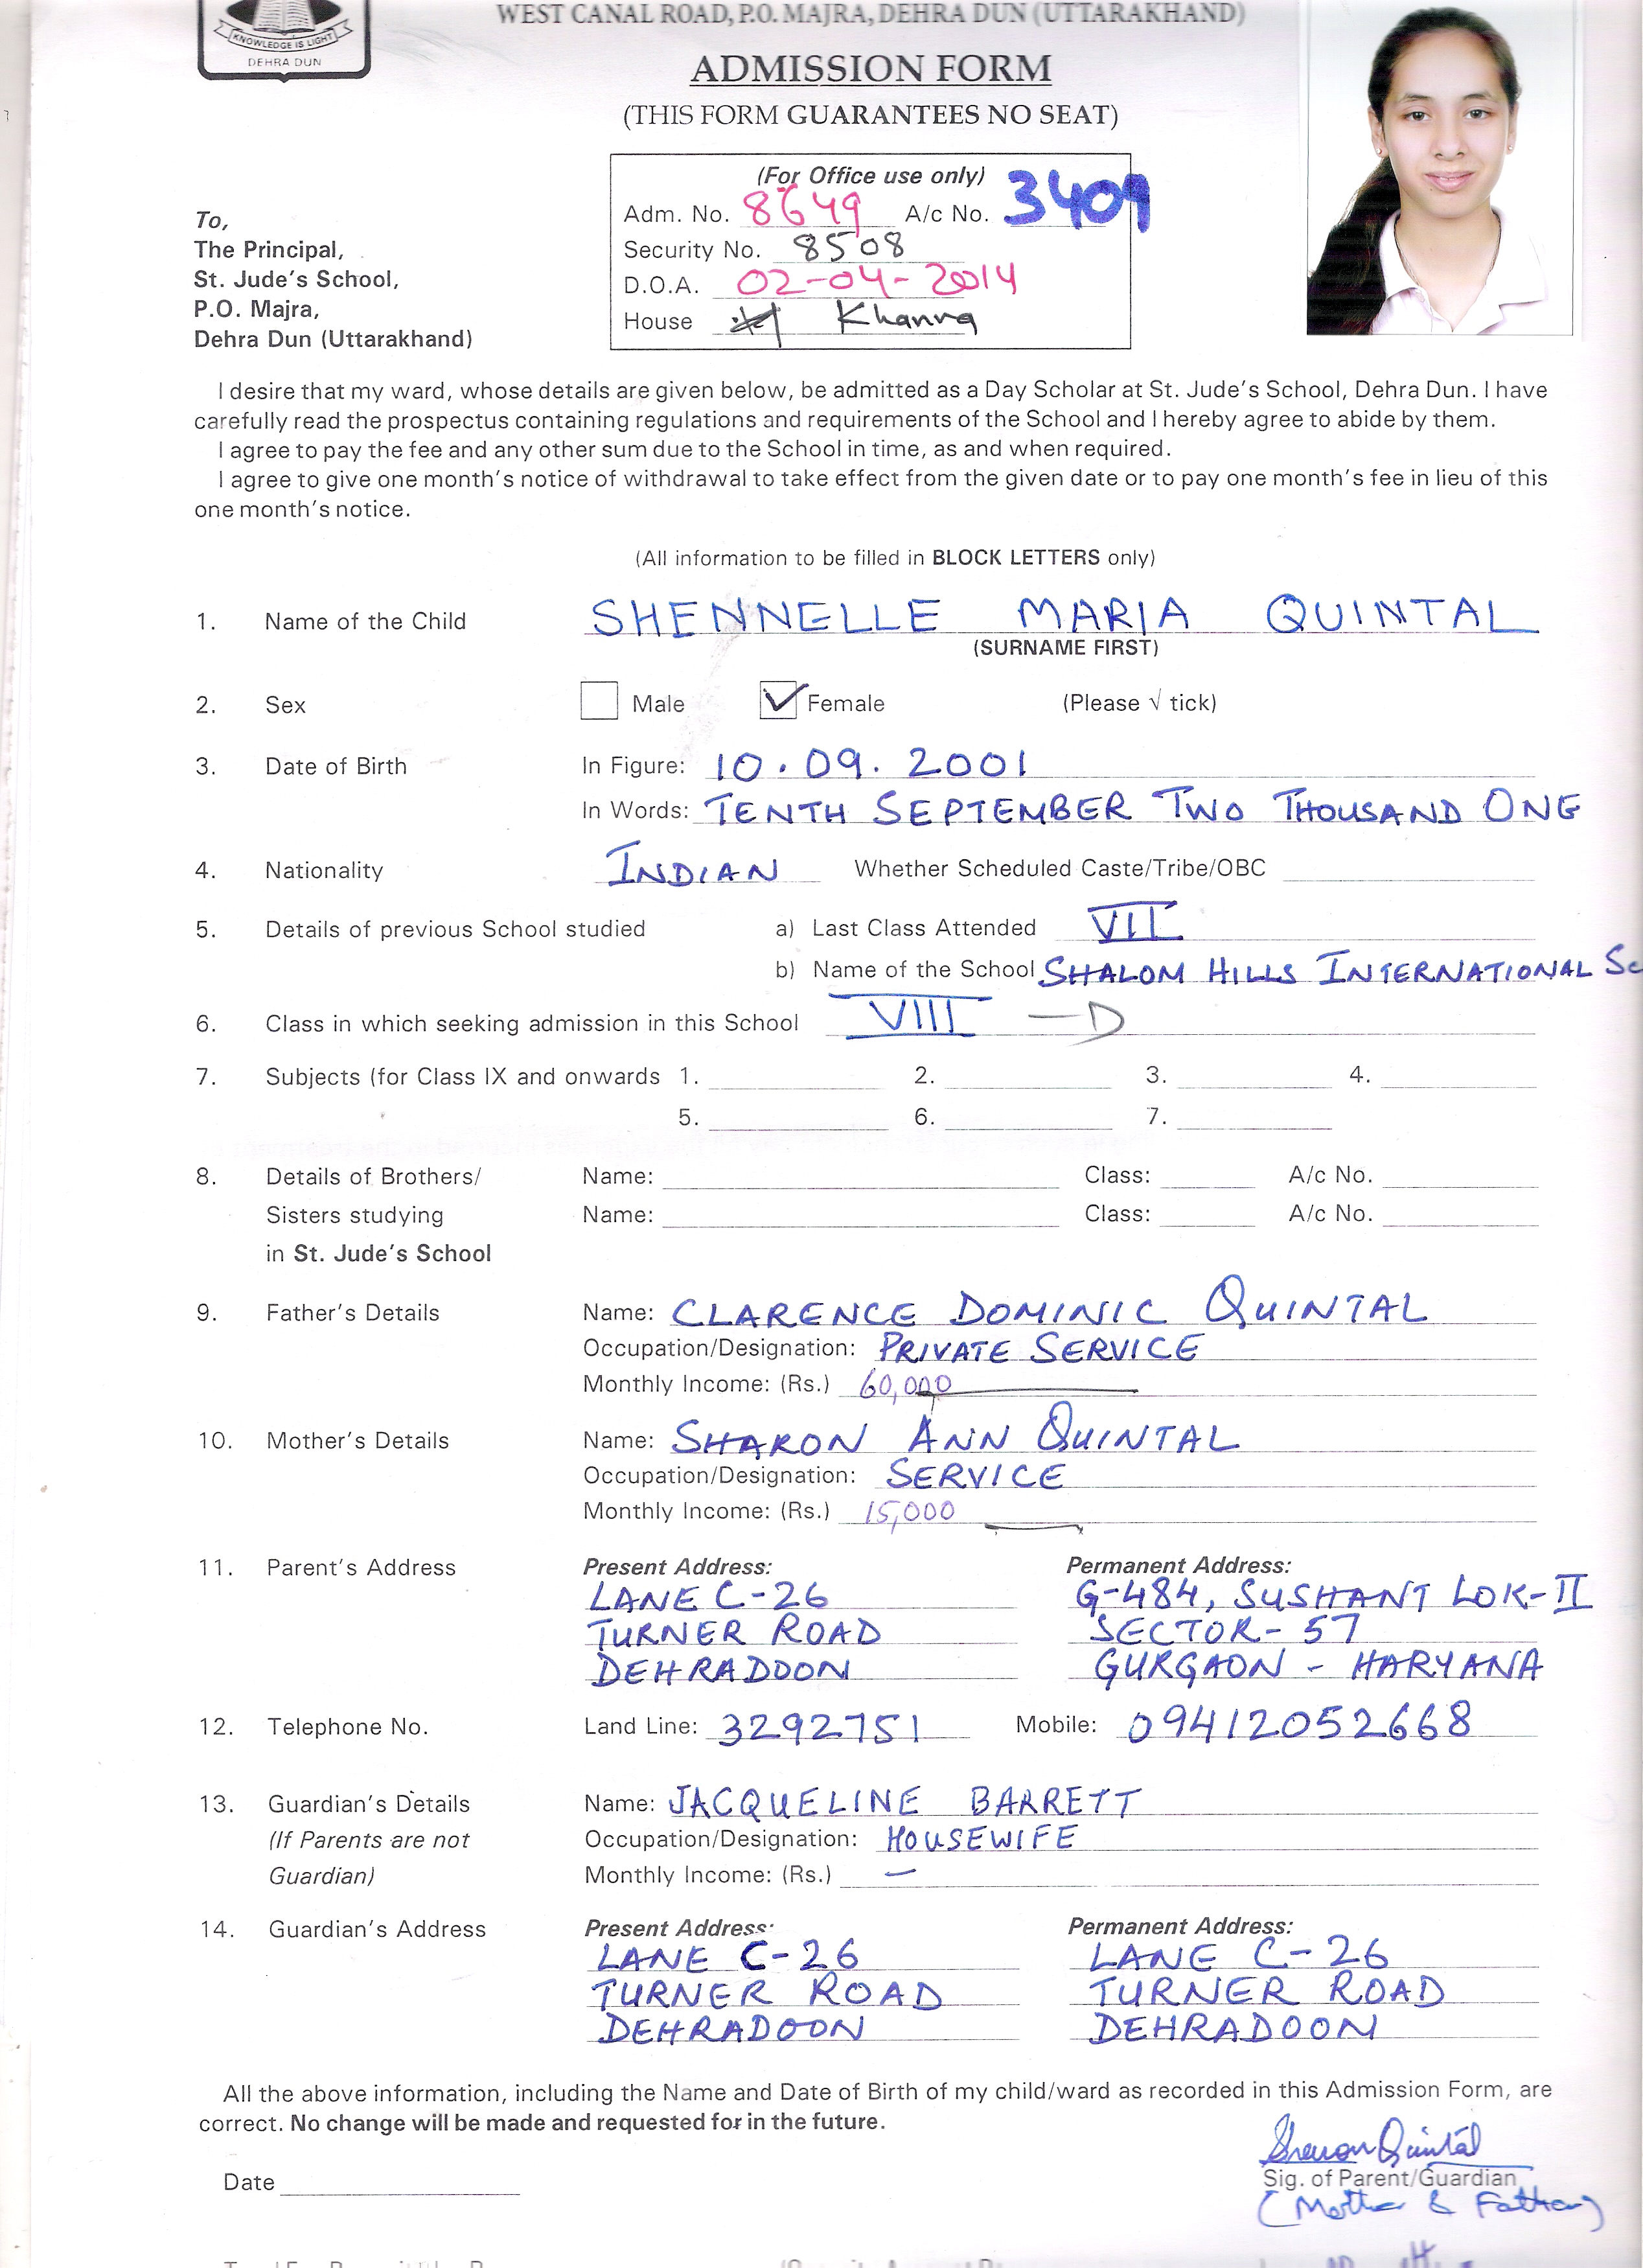 WEST CANAL ROAD, P.O. MAJRA, DEHRA DUN (UTTARAKHAND)
KNOWLEDGE IS LIGHT
DEHRA DUN
ADMISSION FORM
(THIS FORM GUARANTEES NO SEAT)
(For Office use only)
Adm. No. 8649 A/c No. 3409
Security No. 8508
D.O.A. 02-04-2014
House Khanna
To,
The Principal,
St. Jude's School,
P.O. Majra,
Dehra Dun (Uttarakhand)
I desire that my ward, whose details are given below, be admitted as a Day Scholar at St. Jude's School, Dehra Dun. I have
carefully read the prospectus containing regulations and requirements of the School and I hereby agree to abide by them.
I agree to pay the fee and any other sum due to the School in time, as and when required.
I agree to give one month's notice of withdrawal to take effect from the given date or to pay one month's fee in lieu of this
one month's notice.
(All information to be filled in BLOCK LETTERS only)
1. Name of the Child SHENNELLE MARIA QUINTAL
(SURNAME FIRST)
2. Sex Male Female (Please √ tick)
3. Date of Birth In Figure: 10.09.2001
In Words: TENTH SEPTEMBER TWO THOUSAND ONE
4. Nationality INDIAN Whether Scheduled Caste/Tribe/OBC
5. Details of previous School studied a) Last Class Attended VII
b) Name of the School SHALOM HILLS INTERNATIONAL Sc
6. Class in which seeking admission in this School VIII - D
7. Subjects (for Class IX and onwards 1. 2. 3. 4.
5. 6. 7.
8. Details of Brothers/ Name: Class: A/c No.
Sisters studying Name: Class: A/c No.
in St. Jude's School
9. Father's Details Name: CLARENCE DOMINIC QUINTAL
Occupation/Designation: PRIVATE SERVICE
Monthly Income: (Rs.) 60,000
10. Mother's Details Name: SHARON ANN QUINTAL
Occupation/Designation: SERVICE
Monthly Income: (Rs.) 15,000
11. Parent's Address Present Address: Permanent Address:
LANE C-26 G-484, SUSHANT LOK-II
TURNER ROAD SECTOR-57
DEHRADOON GURGAON - HARYANA
12. Telephone No. Land Line: 3292751 Mobile: 09412052668
13. Guardian's Details Name: JACQUELINE BARRETT
(If Parents are not Occupation/Designation: HOUSEWIFE
Guardian) Monthly Income: (Rs.) -
14. Guardian's Address Present Address: Permanent Address:
LANE C-26 LANE C-26
TURNER ROAD TURNER ROAD
DEHRADOON DEHRADOON
All the above information, including the Name and Date of Birth of my child/ward as recorded in this Admission Form, are
correct. No change will be made and requested for in the future.
Sharon Quintal
Date Sig. of Parent/Guardian
(Mother & Father)